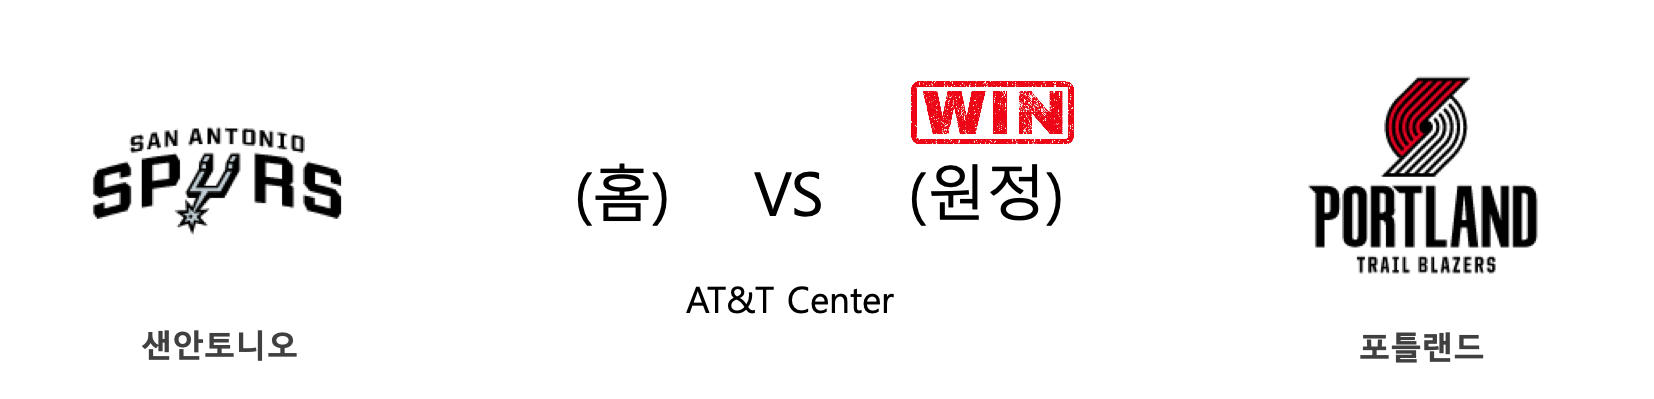 SAN ANTONIO
SPURS
샌안토니오
WIN
(홈) VS (원정)
AT&T Center
PORTLAND
TRAIL BLAZERS
포틀랜드